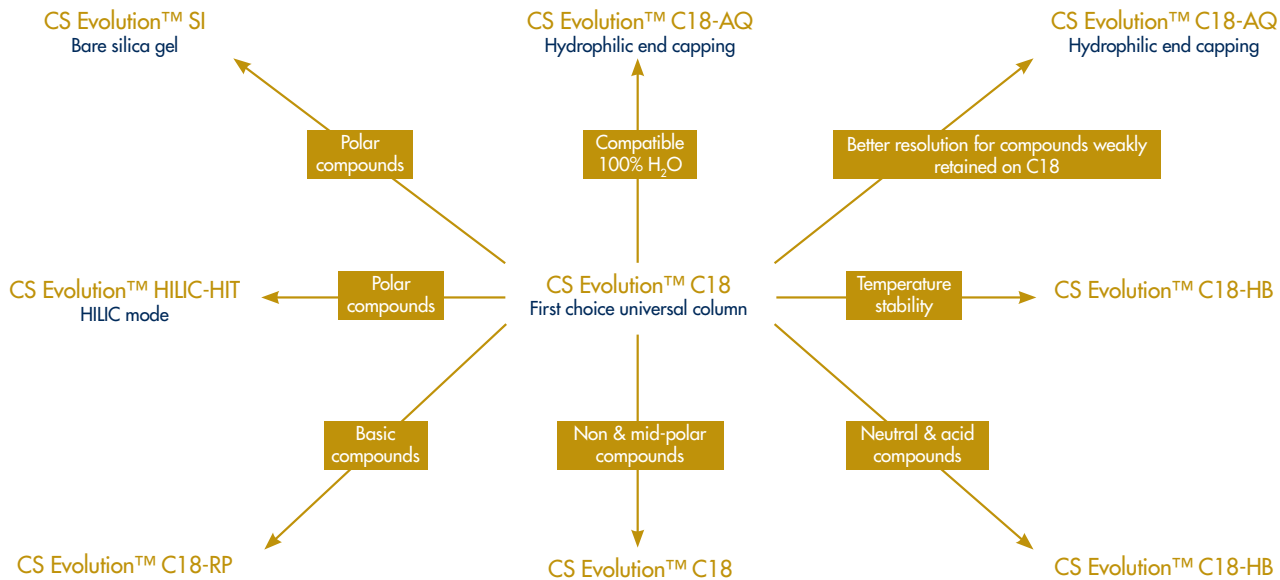 CS Evolution™ SI
Bare silica gel
CS Evolution™ C18-AQ
Hydrophilic end capping
CS Evolution™ C18-AQ
Hydrophilic end capping
Polar
compounds
Compatible
100% H₂O
Better resolution for compounds weakly
retained on C18
CS Evolution™ HILIC-HIT
HILIC mode
Polar
compounds
CS Evolution™ C18
First choice universal column
Temperature
stability
CS Evolution™ C18-HB
Basic
compounds
Non & mid-polar
compounds
Neutral & acid
compounds
CS Evolution™ C18-RP
CS Evolution™ C18
CS Evolution™ C18-HB